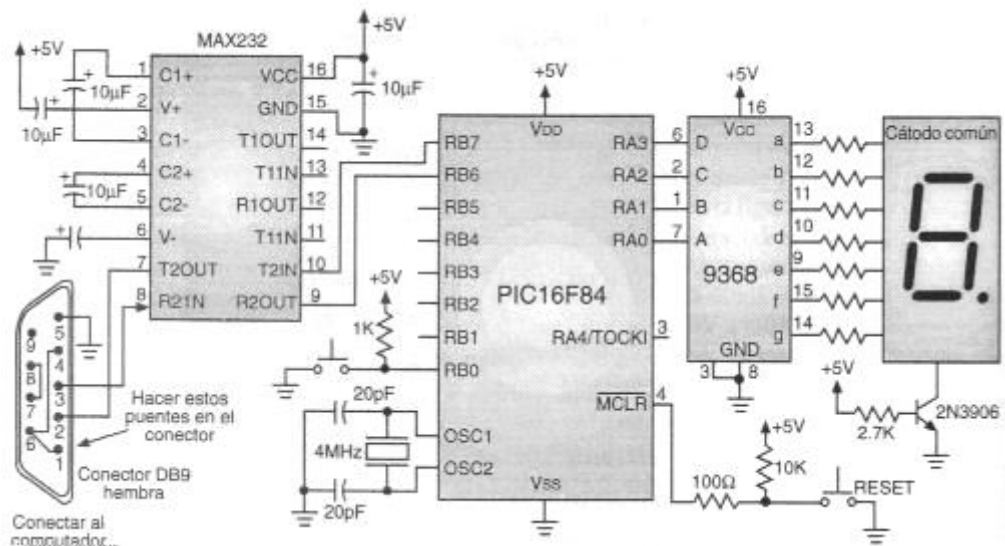 MAX232
+5V
1
C1+
VCC
16
+
10µF
2
V+
GND
15
+
10µF
3
C1-
T1OUT
14
4
C2+
T11N
13
+
10µF
5
C2-
R1OUT
12
6
V-
T11N
11
+
7
T2OUT
T2IN
10
8
R21N
R2OUT
9
+5V
+
10µF
+5V
VDD
RB7
RB6
RB5
RB4
RB3
RB2
RB1
RB0
OSC1
OSC2
PIC16F84
RA3
RA2
RA1
RA0
RA4/TOCKI
3
MCLR
4
VSS
+5V
1K
20pF
4MHz
20pF
+5V
16
VCC
6
D
2
C
1
B
7
A
9368
a
13
b
12
c
11
d
10
e
9
f
15
g
14
GND
3
8
Cátodo común
+5V
2.7K
2N3906
+5V
10K
100Ω
RESET
5
9
4
8
3
7
2
6
1
Hacer estos
puentes en el
conector
Conector DB9
hembra
Conectar al
computador..